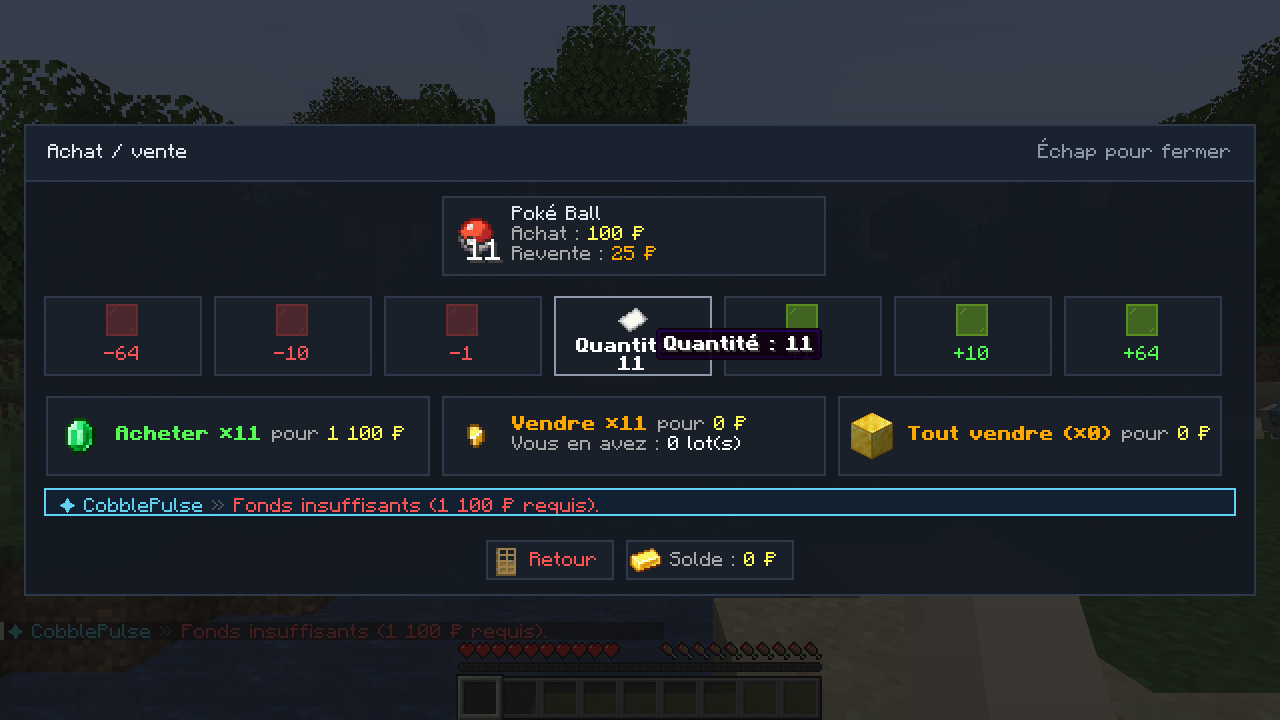 Achat / vente
Échap pour fermer
Poké Ball
Achat : 100 ₽
Revente : 25 ₽
11
-64
-10
-1
Quantit
11
Quantité : 11
+10
+64
Acheter ×11 pour 1 100 ₽
Vendre ×11 pour 0 ₽
Vous en avez : 0 lot(s)
Tout vendre (×0) pour 0 ₽
✦ CobblePulse » Fonds insuffisants (1 100 ₽ requis).
Retour
Solde : 0 ₽
✦ CobblePulse » Fonds insuffisants (1 100 ₽ requis).